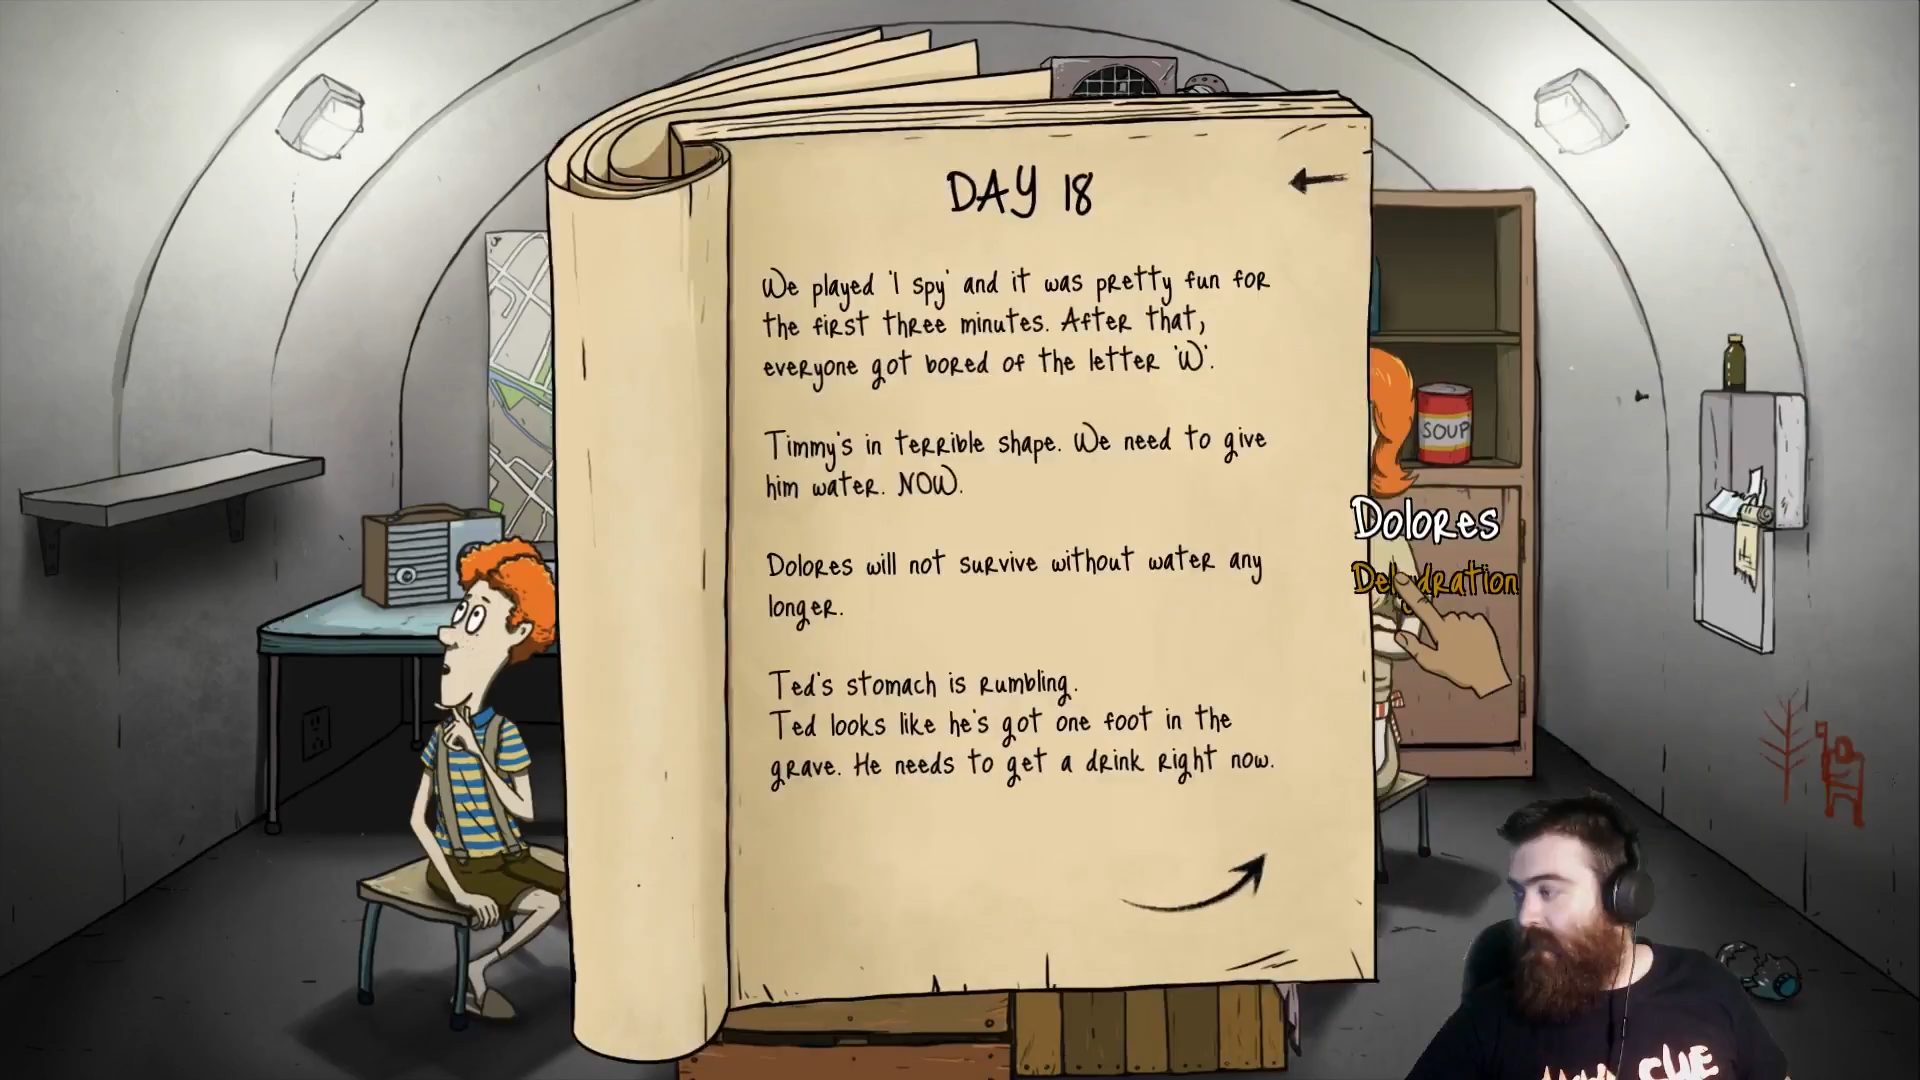 DAY 18
We played 'I spy' and it was pretty fun for
the first three minutes. After that,
everyone got bored of the letter 'W'.
Timmy's in terrible shape. We need to give
him water. NOW.
Dolores will not survive without water any
longer.
Ted's stomach is rumbling.
Ted looks like he's got one foot in the
grave. He needs to get a drink right now.
SOUP
Dolores
Dehydration
CUE